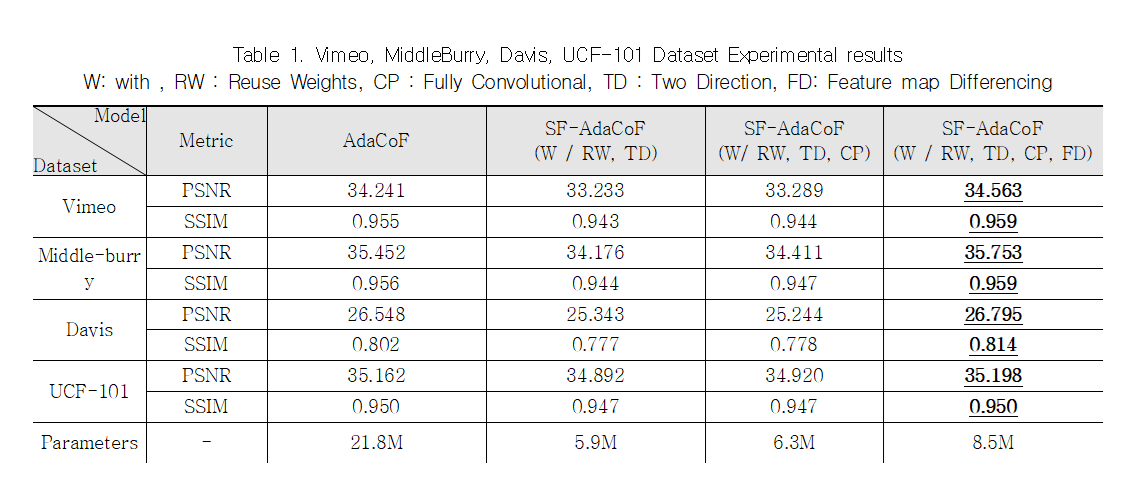 Table 1. Vimeo, MiddleBurry, Davis, UCF-101 Dataset Experimental results
W: with , RW : Reuse Weights, CP : Fully Convolutional, TD : Two Direction, FD: Feature map Differencing
Model
Dataset
Metric
AdaCoF
SF-AdaCoF
(W / RW, TD)
SF-AdaCoF
(W/ RW, TD, CP)
SF-AdaCoF
(W / RW, TD, CP, FD)
Vimeo
PSNR 34.241 33.233 33.289 34.563
SSIM 0.955 0.943 0.944 0.959
Middle-burr
y
PSNR 35.452 34.176 34.411 35.753
SSIM 0.956 0.944 0.947 0.959
Davis
PSNR 26.548 25.343 25.244 26.795
SSIM 0.802 0.777 0.778 0.814
UCF-101
PSNR 35.162 34.892 34.920 35.198
SSIM 0.950 0.947 0.947 0.950
Parameters - 21.8M 5.9M 6.3M 8.5M